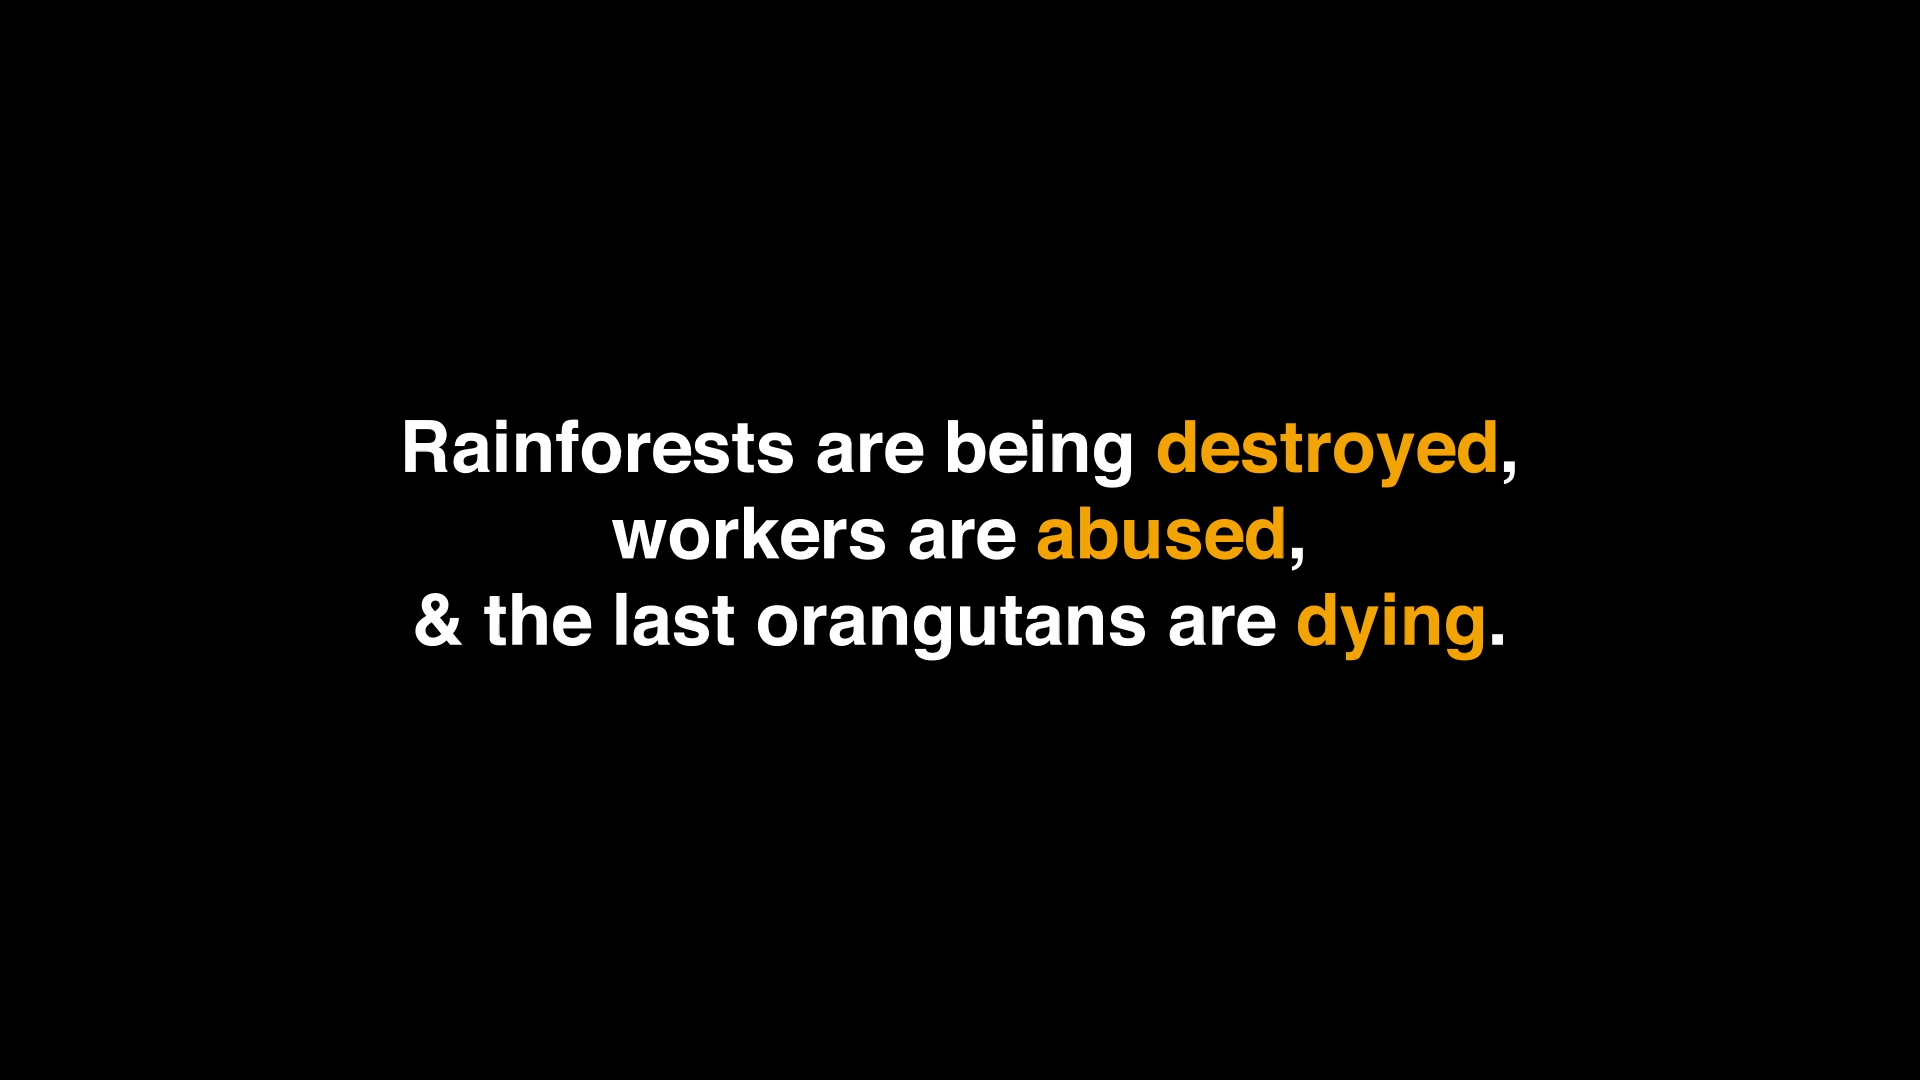 Rainforests are being destroyed,
workers are abused,
& the last orangutans are dying.